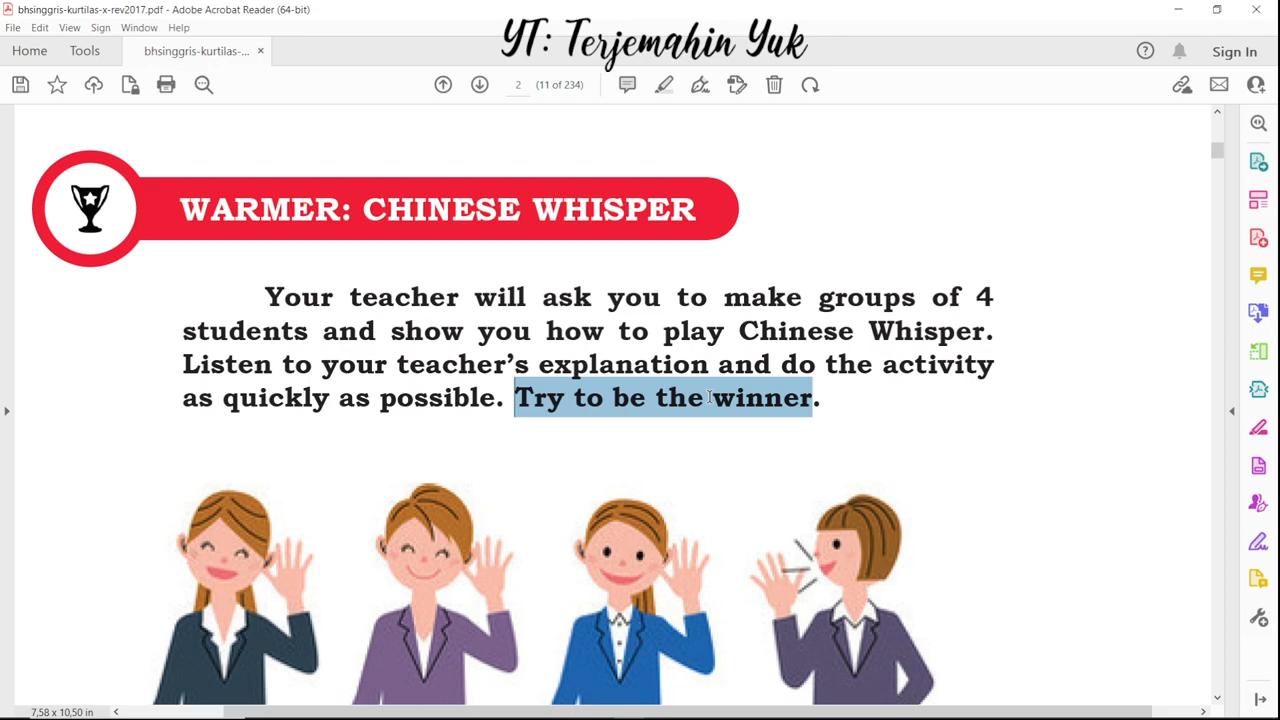 bhsinggris-kurtilas-x-rev2017.pdf - Adobe Acrobat Reader (64-bit)
File Edit View Sign Window Help
YT: Terjemahin Yuk
Home Tools bhsinggris-kurtilas-... × Sign In
2 (11 of 234)
WARMER: CHINESE WHISPER
Your teacher will ask you to make groups of 4
students and show you how to play Chinese Whisper.
Listen to your teacher's explanation and do the activity
as quickly as possible. Try to be the winner.
7,58 x 10,50 in